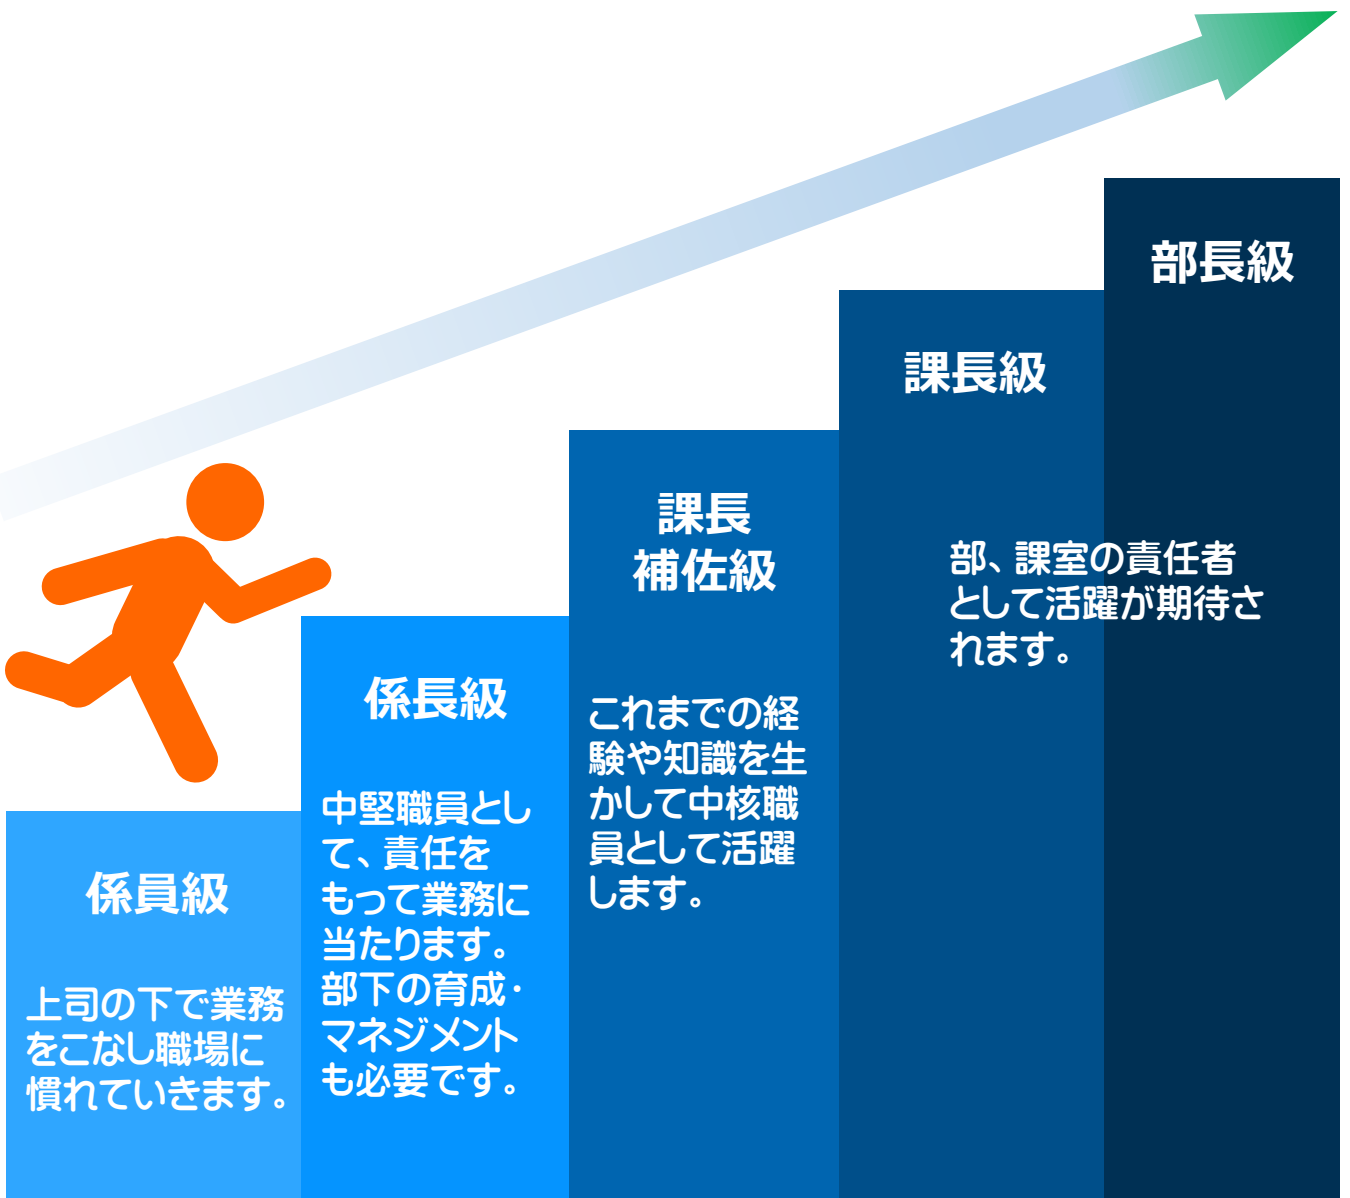 係員級
上司の下で業務
をこなし職場に
慣れていきます。
係長級
中堅職員とし
て、責任を
もって業務に
当たります。
部下の育成・
マネジメント
も必要です。
課長
補佐級
これまでの経
験や知識を生
かして中核職
員として活躍
します。
課長級
部長級
部、課室の責任者
として活躍が期待さ
れます。